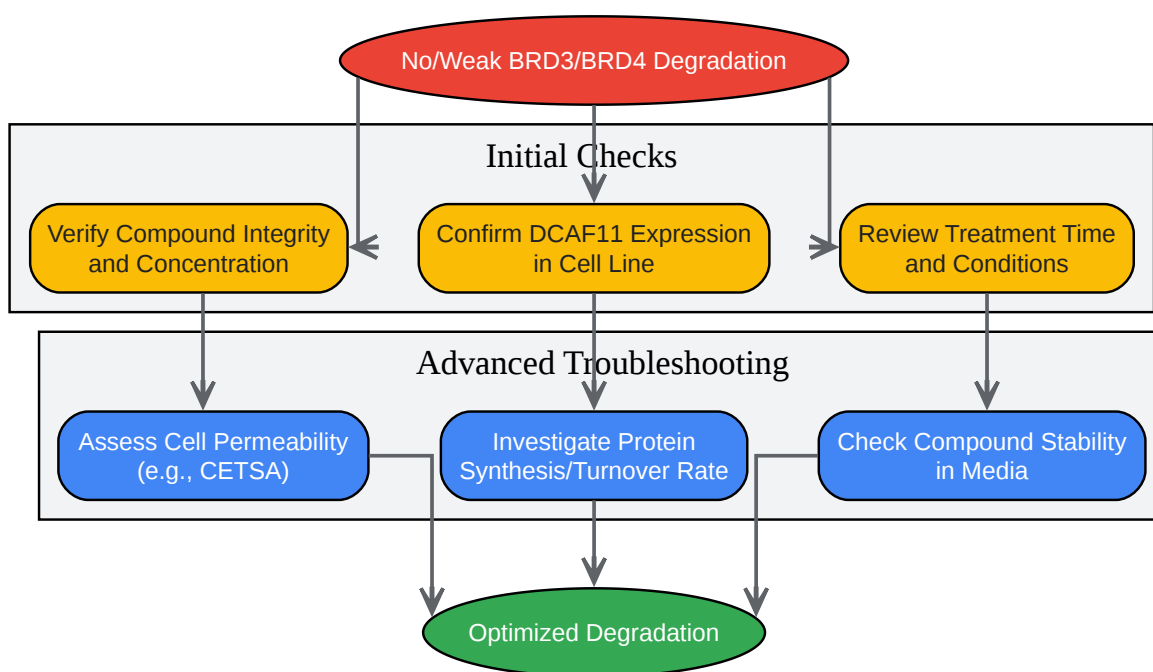 No/Weak BRD3/BRD4 Degradation
Initial Checks
Verify Compound Integrity
and Concentration
Confirm DCAF11 Expression
in Cell Line
Review Treatment Time
and Conditions
Advanced Troubleshooting
Assess Cell Permeability
(e.g., CETSA)
Investigate Protein
Synthesis/Turnover Rate
Check Compound Stability
in Media
Optimized Degradation